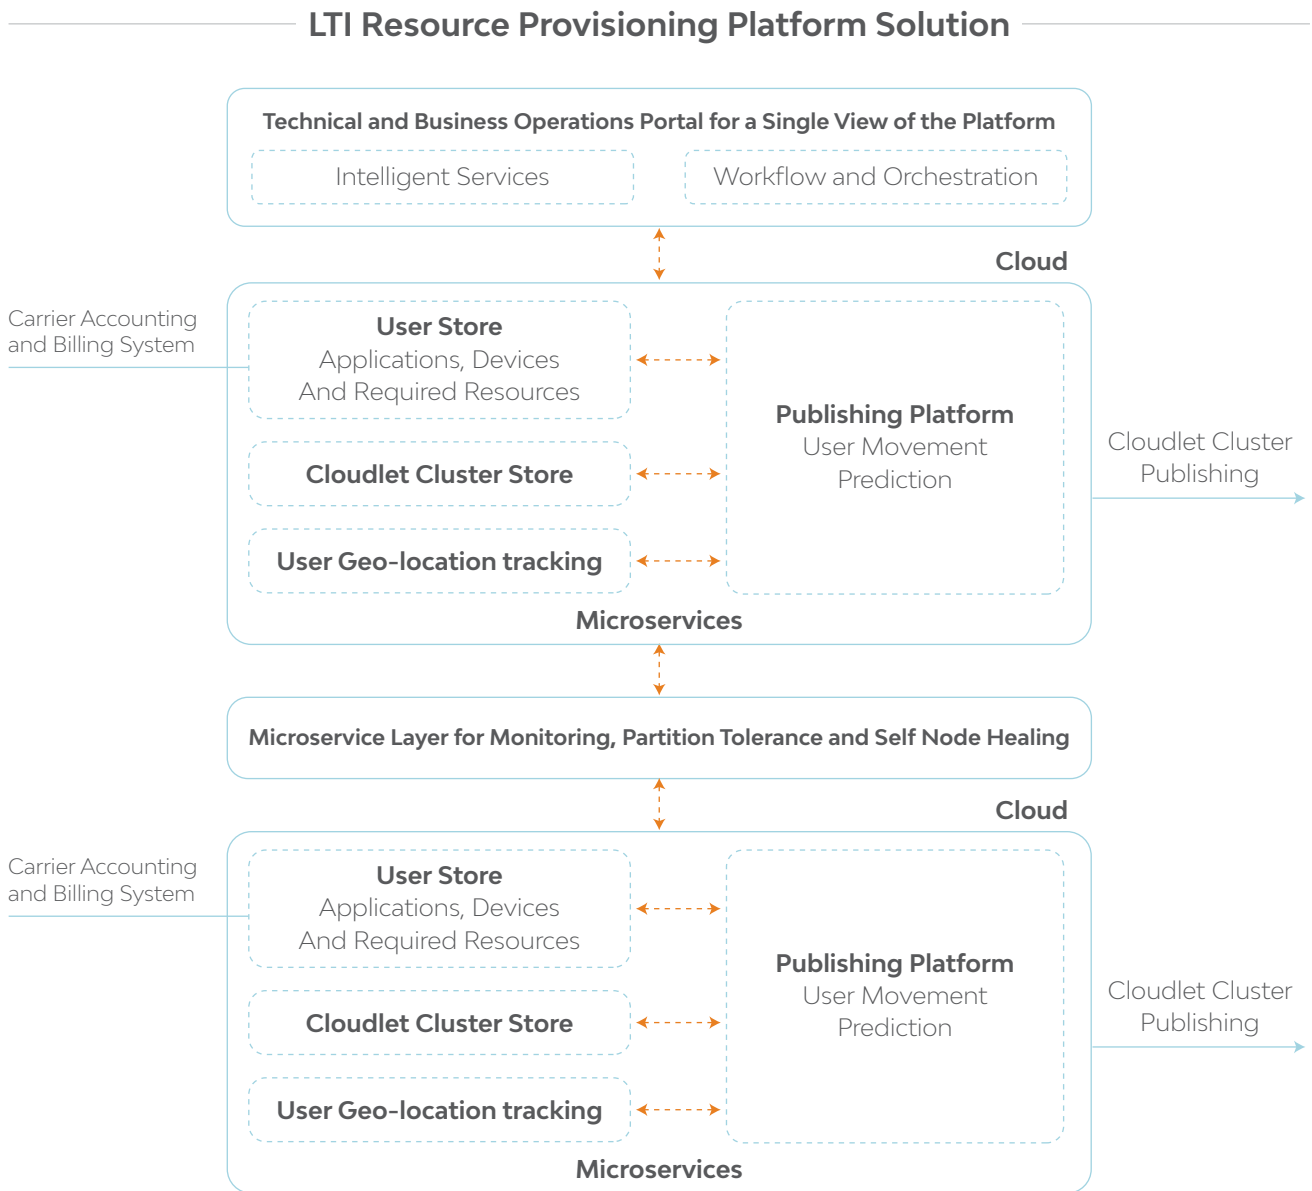 LTI Resource Provisioning Platform Solution
Technical and Business Operations Portal for a Single View of the Platform
Intelligent Services
Workflow and Orchestration
Cloud
Carrier Accounting
and Billing System
User Store
Applications, Devices
And Required Resources
Cloudlet Cluster Store
User Geo-location tracking
Publishing Platform
User Movement
Prediction
Cloudlet Cluster
Publishing
Microservices
Microservice Layer for Monitoring, Partition Tolerance and Self Node Healing
Cloud
Carrier Accounting
and Billing System
User Store
Applications, Devices
And Required Resources
Cloudlet Cluster Store
User Geo-location tracking
Publishing Platform
User Movement
Prediction
Cloudlet Cluster
Publishing
Microservices